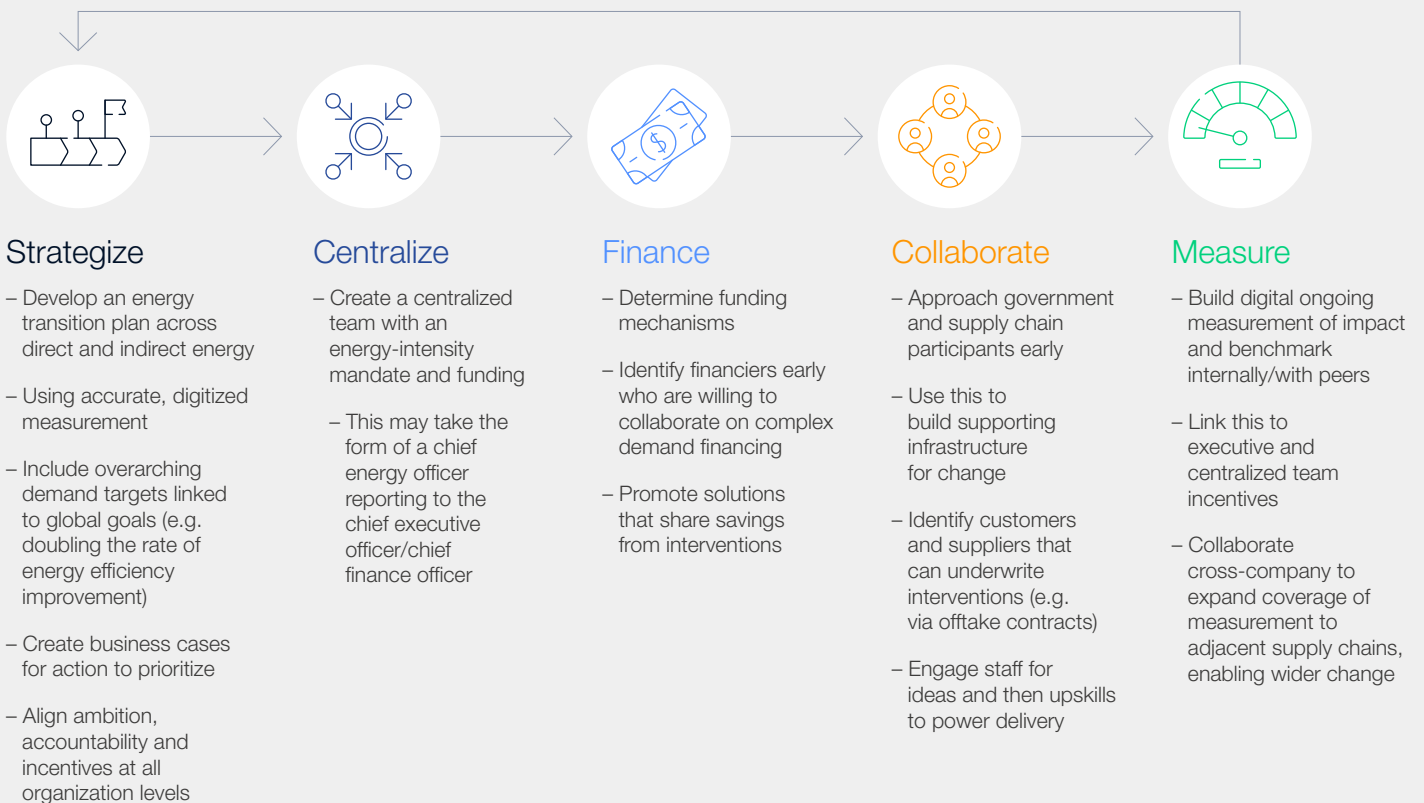 Strategize
– Develop an energy
transition plan across
direct and indirect energy
– Using accurate, digitized
measurement
– Include overarching
demand targets linked
to global goals (e.g.
doubling the rate of
energy efficiency
improvement)
– Create business cases
for action to prioritize
– Align ambition,
accountability and
incentives at all
organization levels
Centralize
– Create a centralized
team with an
energy-intensity
mandate and funding
– This may take the
form of a chief
energy officer
reporting to the
chief executive
officer/chief
finance officer
Finance
– Determine funding
mechanisms
– Identify financiers early
who are willing to
collaborate on complex
demand financing
– Promote solutions
that share savings
from interventions
Collaborate
– Approach government
and supply chain
participants early
– Use this to
build supporting
infrastructure
for change
– Identify customers
and suppliers that
can underwrite
interventions (e.g.
via offtake contracts)
– Engage staff for
ideas and then upskills
to power delivery
Measure
– Build digital ongoing
measurement of impact
and benchmark
internally/with peers
– Link this to
executive and
centralized team
incentives
– Collaborate
cross-company to
expand coverage of
measurement to
adjacent supply chains,
enabling wider change